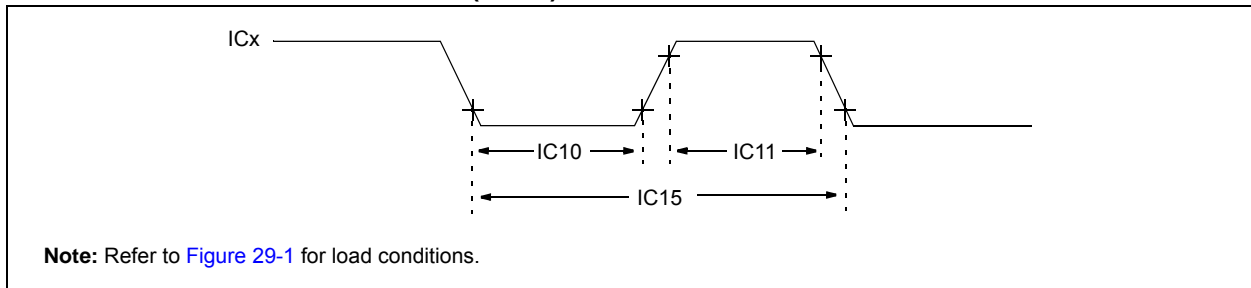 ICx
IC10
IC11
IC15
Note: Refer to Figure 29-1 for load conditions.